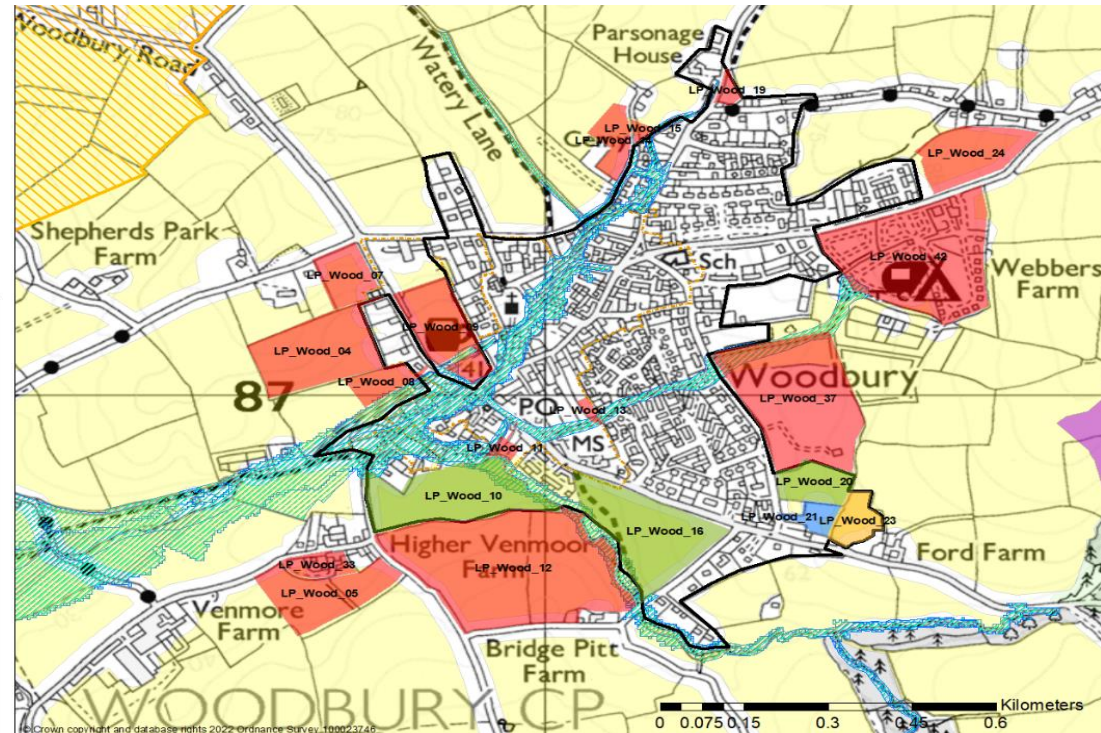 Woodbury Road
Watery Lane
Parsonage
House
LP_Wood_19
LP_Wood_15
LP_Wood_24
Shepherds Park
Farm
Sch
LP_Wood_42
Webbers
Farm
LP_Wood_07
LP_Wood_09
LP_Wood_04
41
LP_Wood_08
87
Woodbury
LP_Wood_37
PO
LP_Wood_13
MS
LP_Wood_11
LP_Wood_10
LP_Wood_20
LP_Wood_21
LP_Wood_23
LP_Wood_16
Ford Farm
Higher Venmoor
Farm
LP_Wood_12
LP_Wood_33
LP_Wood_05
Venmore
Farm
62
Bridge Pitt
Farm
WOODBURY CP
Kilometers
0 0.075 0.15 0.3 0.45 0.6
© Crown copyright and database rights 2022 Ordnance Survey 100023746